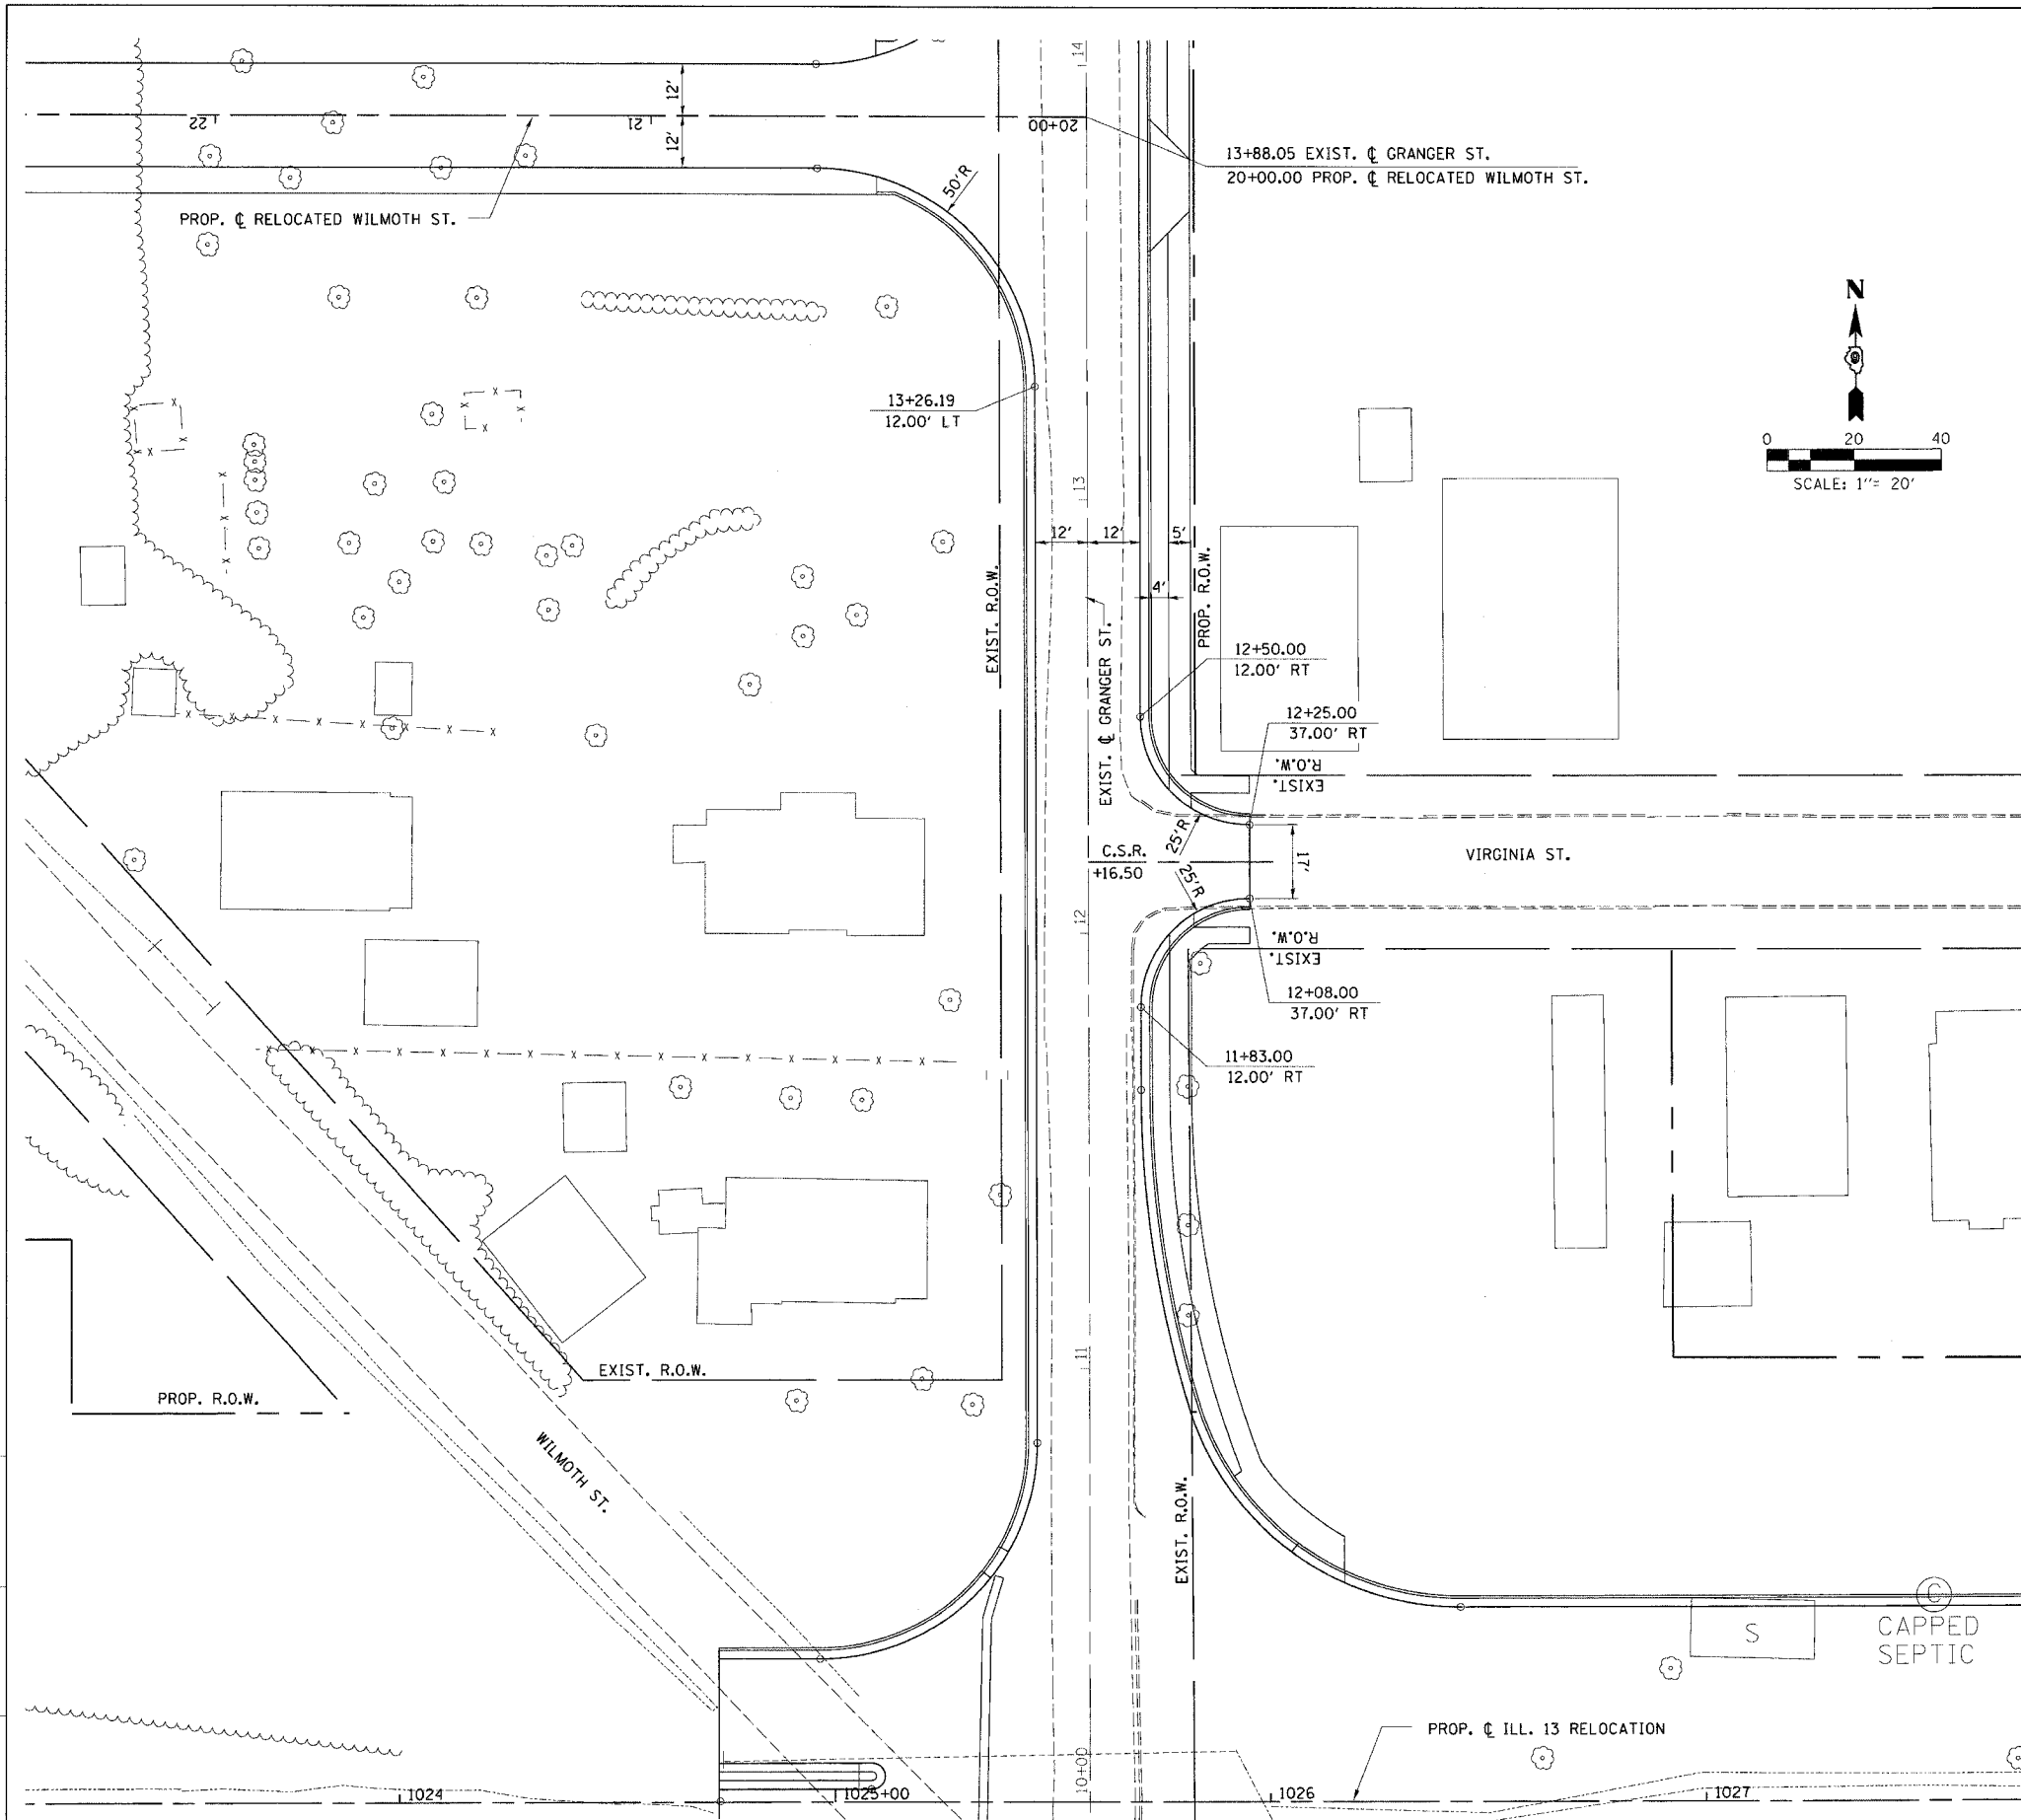 14
12'
12'
22
21
20+00
13+88.05 EXIST. ℄ GRANGER ST.
20+00.00 PROP. ℄ RELOCATED WILMOTH ST.
50'R
PROP. ℄ RELOCATED WILMOTH ST.
N
13+26.19
12.00' LT
0 20 40
SCALE: 1"= 20'
13
12' 12' 5'
4'
EXIST. R.O.W.
PROP. R.O.W.
EXIST. ℄ GRANGER ST.
12+50.00
12.00' RT
12+25.00
37.00' RT
EXIST.
R.O.W.
25'R
C.S.R.
+16.50
17'
VIRGINIA ST.
25'R
12
EXIST.
R.O.W.
12+08.00
37.00' RT
11+83.00
12.00' RT
11
EXIST. R.O.W.
PROP. R.O.W.
WILMOTH ST.
EXIST. R.O.W.
C
CAPPED
SEPTIC
S
PROP. ℄ ILL. 13 RELOCATION
10+00
1024
1025+00
1026
1027